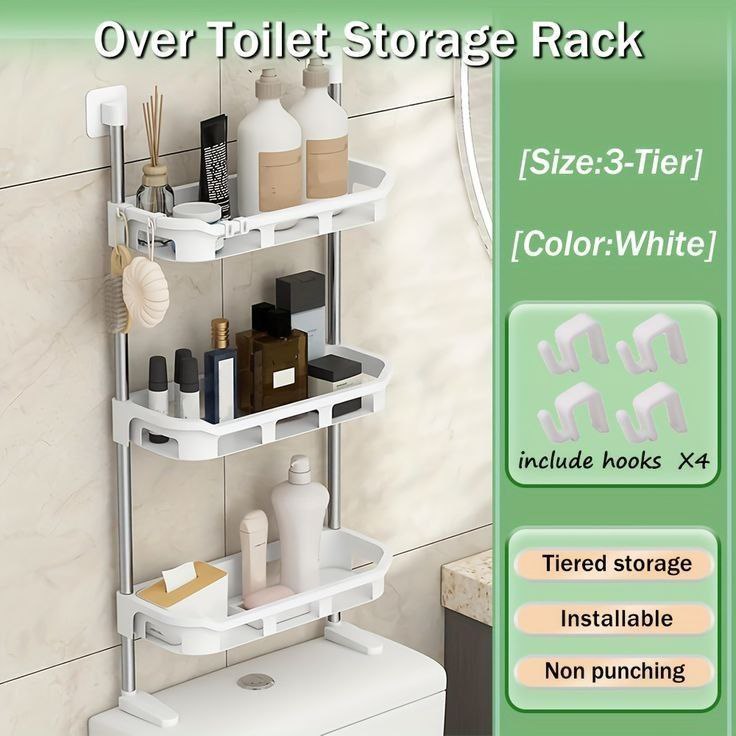 Over Toilet Storage Rack
[Size:3-Tier]
[Color:White]
include hooks X4
Tiered storage
Installable
Non punching